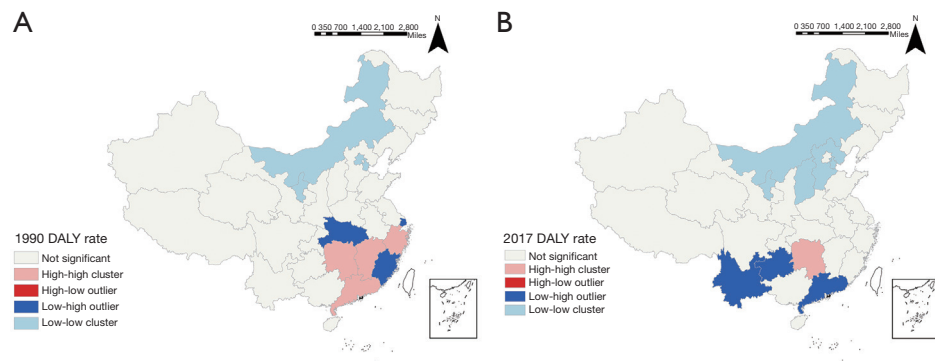 A
0 350 700 1,400 2,100 2,800
Miles
N
1990 DALY rate
Not significant
High-high cluster
High-low outlier
Low-high outlier
Low-low cluster
B
0 350 700 1,400 2,100 2,800
Miles
N
2017 DALY rate
Not significant
High-high cluster
High-low outlier
Low-high outlier
Low-low cluster